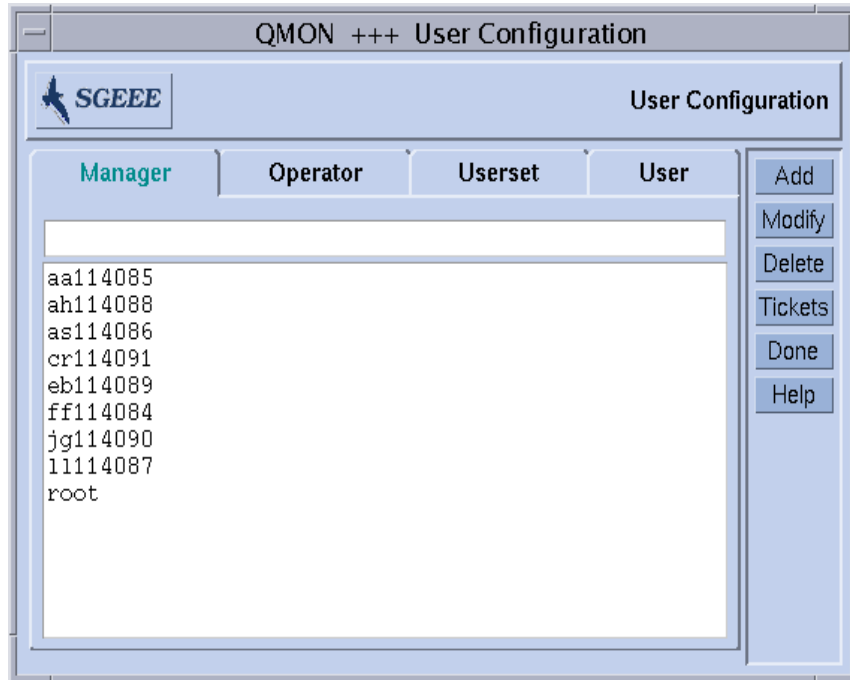 QMON +++ User Configuration
SGEEE
User Configuration
Manager Operator Userset User
Add
Modify
Delete
Tickets
Done
Help
aa114085
ah114088
as114086
cr114091
eb114089
ff114084
jg114090
ll114087
root